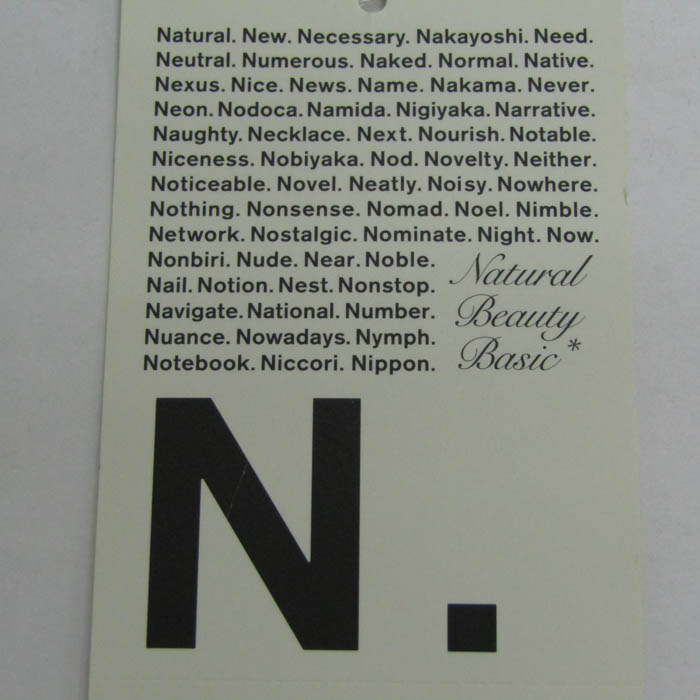 Natural. New. Necessary. Nakayoshi. Need.
Neutral. Numerous. Naked. Normal. Native.
Nexus. Nice. News. Name. Nakama. Never.
Neon. Nodoca. Namida. Nigiyaka. Narrative.
Naughty. Necklace. Next. Nourish. Notable.
Niceness. Nobiyaka. Nod. Novelty. Neither.
Noticeable. Novel. Neatly. Noisy. Nowhere.
Nothing. Nonsense. Nomad. Noel. Nimble.
Network. Nostalgic. Nominate. Night. Now.
Nonbiri. Nude. Near. Noble.
Nail. Notion. Nest. Nonstop.
Navigate. National. Number.
Nuance. Nowadays. Nymph.
Notebook. Niccori. Nippon.
Natural
Beauty
Basic*
N.